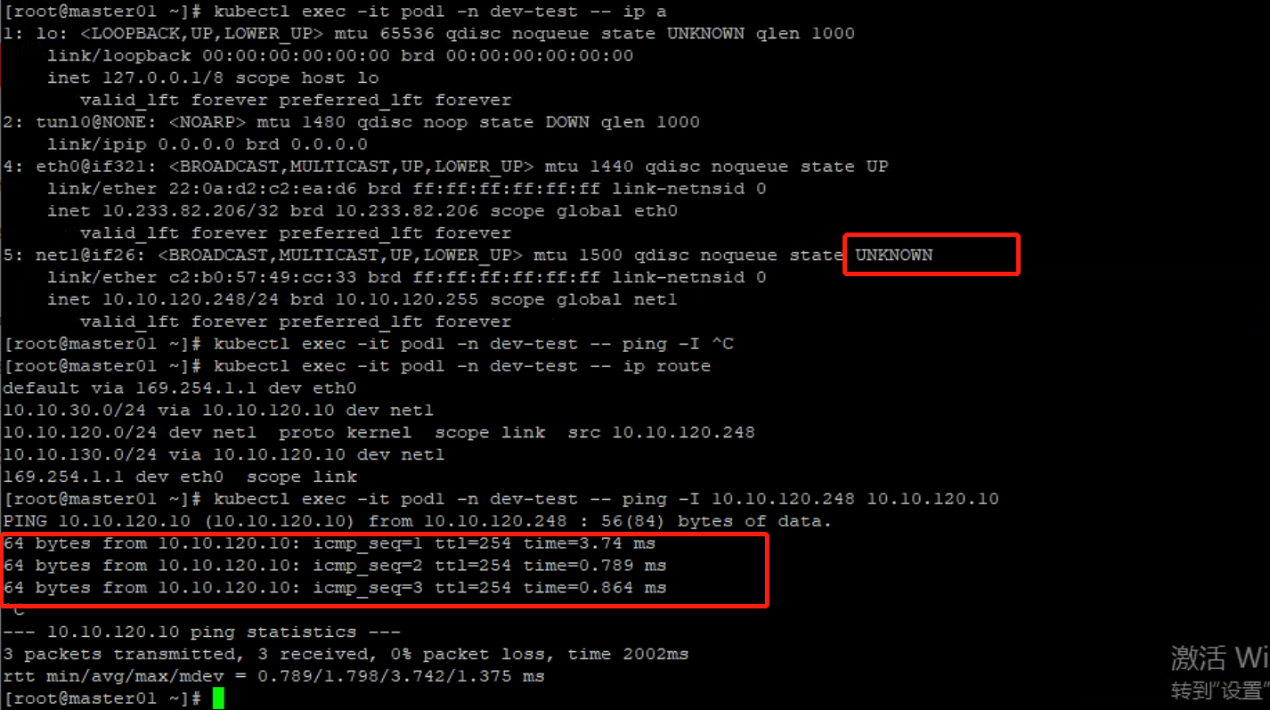 [root@master01 ~]# kubectl exec -it pod1 -n dev-test -- ip a
1: lo: <LOOPBACK,UP,LOWER_UP> mtu 65536 qdisc noqueue state UNKNOWN qlen 1000
    link/loopback 00:00:00:00:00:00 brd 00:00:00:00:00:00
    inet 127.0.0.1/8 scope host lo
       valid_lft forever preferred_lft forever
2: tunl0@NONE: <NOARP> mtu 1480 qdisc noop state DOWN qlen 1000
    link/ipip 0.0.0.0 brd 0.0.0.0
4: eth0@if321: <BROADCAST,MULTICAST,UP,LOWER_UP> mtu 1440 qdisc noqueue state UP
    link/ether 22:0a:d2:c2:ea:d6 brd ff:ff:ff:ff:ff:ff link-netnsid 0
    inet 10.233.82.206/32 brd 10.233.82.206 scope global eth0
       valid_lft forever preferred_lft forever
5: net1@if26: <BROADCAST,MULTICAST,UP,LOWER_UP> mtu 1500 qdisc noqueue state UNKNOWN
    link/ether c2:b0:57:49:cc:33 brd ff:ff:ff:ff:ff:ff link-netnsid 0
    inet 10.10.120.248/24 brd 10.10.120.255 scope global net1
       valid_lft forever preferred_lft forever
[root@master01 ~]# kubectl exec -it pod1 -n dev-test -- ping -I ^C
[root@master01 ~]# kubectl exec -it pod1 -n dev-test -- ip route
default via 169.254.1.1 dev eth0
10.10.30.0/24 via 10.10.120.10 dev net1
10.10.120.0/24 dev net1  proto kernel  scope link  src 10.10.120.248
10.10.130.0/24 via 10.10.120.10 dev net1
169.254.1.1 dev eth0  scope link
[root@master01 ~]# kubectl exec -it pod1 -n dev-test -- ping -I 10.10.120.248 10.10.120.10
PING 10.10.120.10 (10.10.120.10) from 10.10.120.248 : 56(84) bytes of data.
64 bytes from 10.10.120.10: icmp_seq=1 ttl=254 time=3.74 ms
64 bytes from 10.10.120.10: icmp_seq=2 ttl=254 time=0.789 ms
64 bytes from 10.10.120.10: icmp_seq=3 ttl=254 time=0.864 ms
^C
--- 10.10.120.10 ping statistics ---
3 packets transmitted, 3 received, 0% packet loss, time 2002ms
rtt min/avg/max/mdev = 0.789/1.798/3.742/1.375 ms
[root@master01 ~]#
激活 Wi
转到"设置"